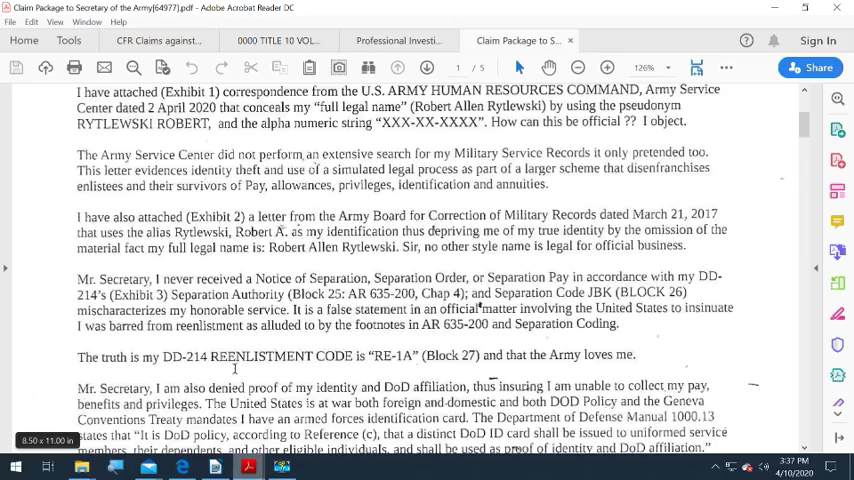 Claim Package to Secretary of the Army[64977].pdf - Adobe Acrobat Reader DC
File Edit View Window Help
Home Tools CFR Claims against... 0000 TITLE 10 VOL... Professional Investi... Claim Package to S... ×
Sign In
1 / 5 126% Share
I have attached (Exhibit 1) correspondence from the U.S. ARMY HUMAN RESOURCES COMMAND, Army Service
Center dated 2 April 2020 that conceals my “full legal name” (Robert Allen Rytlewski) by using the pseudonym
RYTLEWSKI ROBERT, and the alpha numeric string “XXX-XX-XXXX”. How can this be official ?? I object.
The Army Service Center did not perform an extensive search for my Military Service Records it only pretended too.
This letter evidences identity theft and use of a simulated legal process as part of a larger scheme that disenfranchises
enlistees and their survivors of Pay, allowances, privileges, identification and annuities.
I have also attached (Exhibit 2) a letter from the Army Board for Correction of Military Records dated March 21, 2017
that uses the alias Rytlewski, Robert A. as my identification thus depriving me of my true identity by the omission of the
material fact my full legal name is: Robert Allen Rytlewski. Sir, no other style name is legal for official business.
Mr. Secretary, I never received a Notice of Separation, Separation Order, or Separation Pay in accordance with my DD-
214’s (Exhibit 3) Separation Authority (Block 25: AR 635-200, Chap 4); and Separation Code JBK (BLOCK 26)
mischaracterizes my honorable service. It is a false statement in an official matter involving the United States to insinuate
I was barred from reenlistment as alluded to by the footnotes in AR 635-200 and Separation Coding.
The truth is my DD-214 REENLISTMENT CODE is “RE-1A” (Block 27) and that the Army loves me.
Mr. Secretary, I am also denied proof of my identity and DoD affiliation, thus insuring I am unable to collect my pay,
benefits and privileges. The United States is at war both foreign and domestic and both DOD Policy and the Geneva
Conventions Treaty mandates I have an armed forces identification card. The Department of Defense Manual 1000.13
states that “It is DoD policy, according to Reference (c), that a distinct DoD ID card shall be issued to uniformed service
members, their dependents, and other eligible individuals, and shall be used as proof of identity and DoD affiliation.”
8.50 x 11.00 in
3:37 PM
4/10/2020